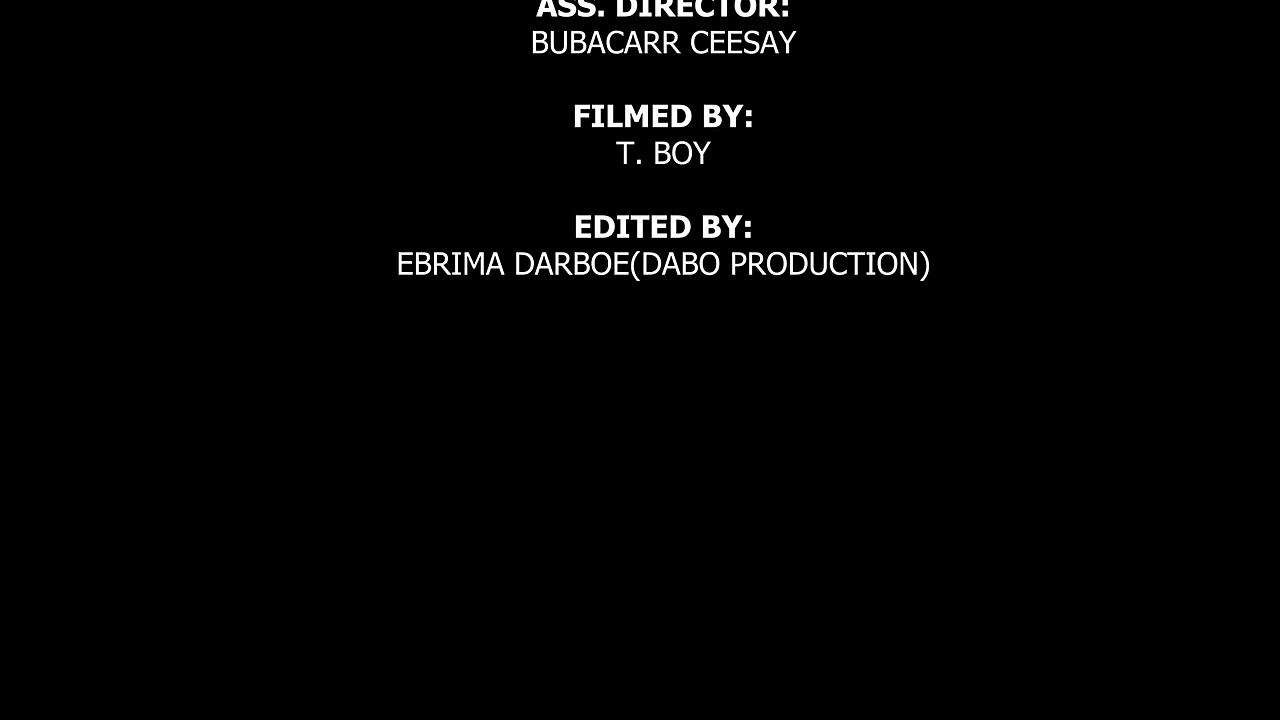 ASS. DIRECTOR:
BUBACARR CEESAY
FILMED BY:
T. BOY
EDITED BY:
EBRIMA DARBOE(DABO PRODUCTION)